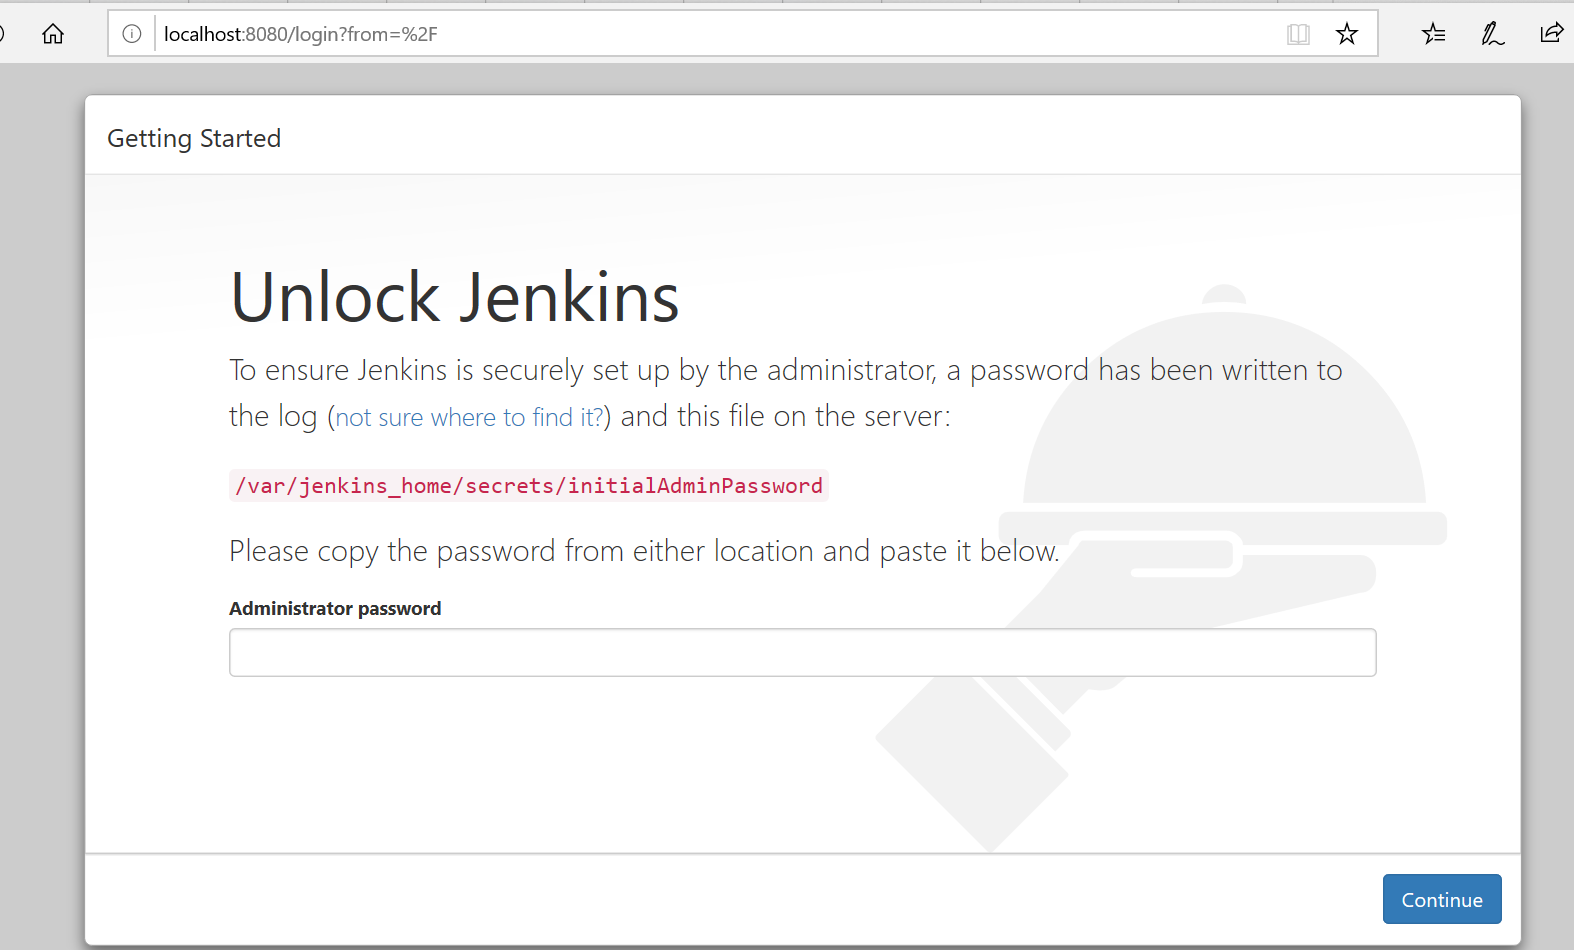 localhost:8080/login?from=%2F
Getting Started
Unlock Jenkins
To ensure Jenkins is securely set up by the administrator, a password has been written to
the log (not sure where to find it?) and this file on the server:
/var/jenkins_home/secrets/initialAdminPassword
Please copy the password from either location and paste it below.
Administrator password
Continue